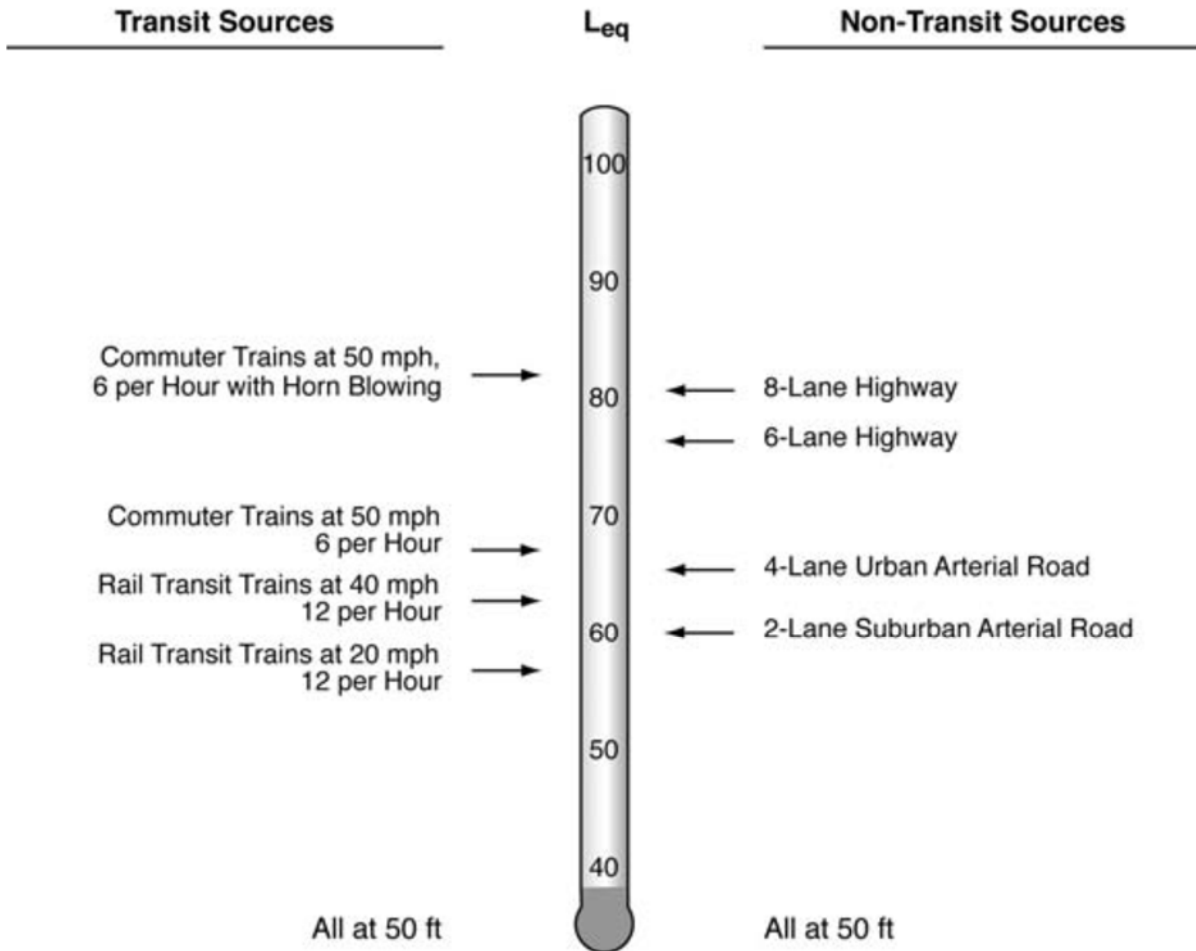 Transit Sources
L_eq
Non-Transit Sources
100
90
Commuter Trains at 50 mph,
6 per Hour with Horn Blowing
80
8-Lane Highway
6-Lane Highway
Commuter Trains at 50 mph
6 per Hour
70
4-Lane Urban Arterial Road
Rail Transit Trains at 40 mph
12 per Hour
60
2-Lane Suburban Arterial Road
Rail Transit Trains at 20 mph
12 per Hour
50
40
All at 50 ft
All at 50 ft